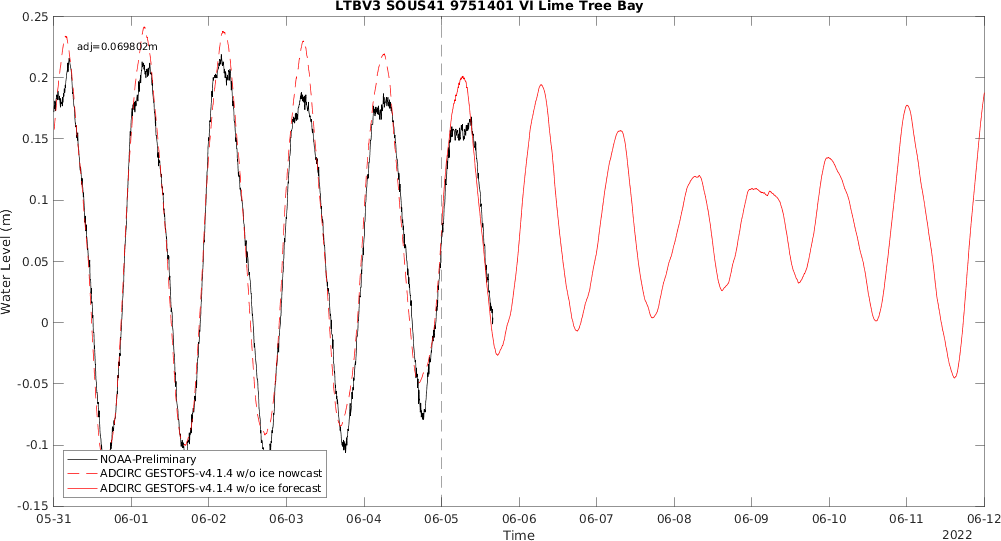 LTBV3 SOUS41 9751401 VI Lime Tree Bay
adj=0.069802m
0.25
0.2
0.15
0.1
0.05
0
-0.05
-0.1
-0.15
Water Level (m)
NOAA-Preliminary
ADCIRC GESTOFS-v4.1.4 w/o ice nowcast
ADCIRC GESTOFS-v4.1.4 w/o ice forecast
05-31 06-01 06-02 06-03 06-04 06-05 06-06 06-07 06-08 06-09 06-10 06-11 06-12
Time
2022